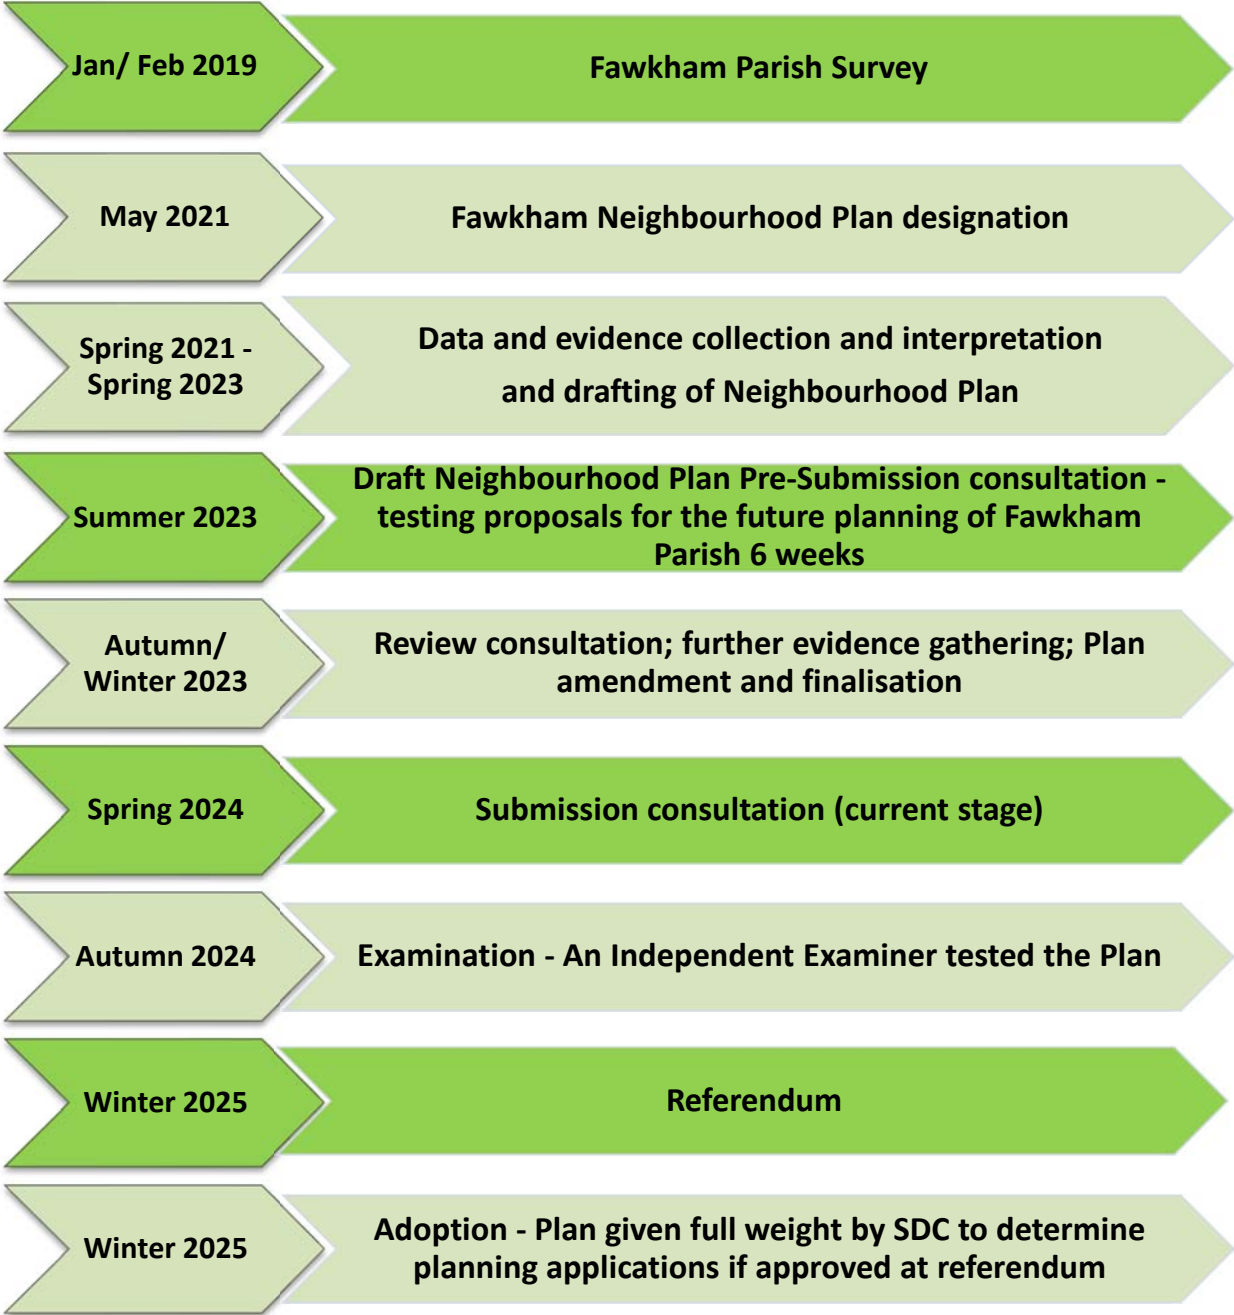 Jan/ Feb 2019
Fawkham Parish Survey
May 2021
Fawkham Neighbourhood Plan designation
Spring 2021 -
Spring 2023
Data and evidence collection and interpretation
and drafting of Neighbourhood Plan
Summer 2023
Draft Neighbourhood Plan Pre-Submission consultation -
testing proposals for the future planning of Fawkham
Parish 6 weeks
Autumn/
Winter 2023
Review consultation; further evidence gathering; Plan
amendment and finalisation
Spring 2024
Submission consultation (current stage)
Autumn 2024
Examination - An Independent Examiner tested the Plan
Winter 2025
Referendum
Winter 2025
Adoption - Plan given full weight by SDC to determine
planning applications if approved at referendum